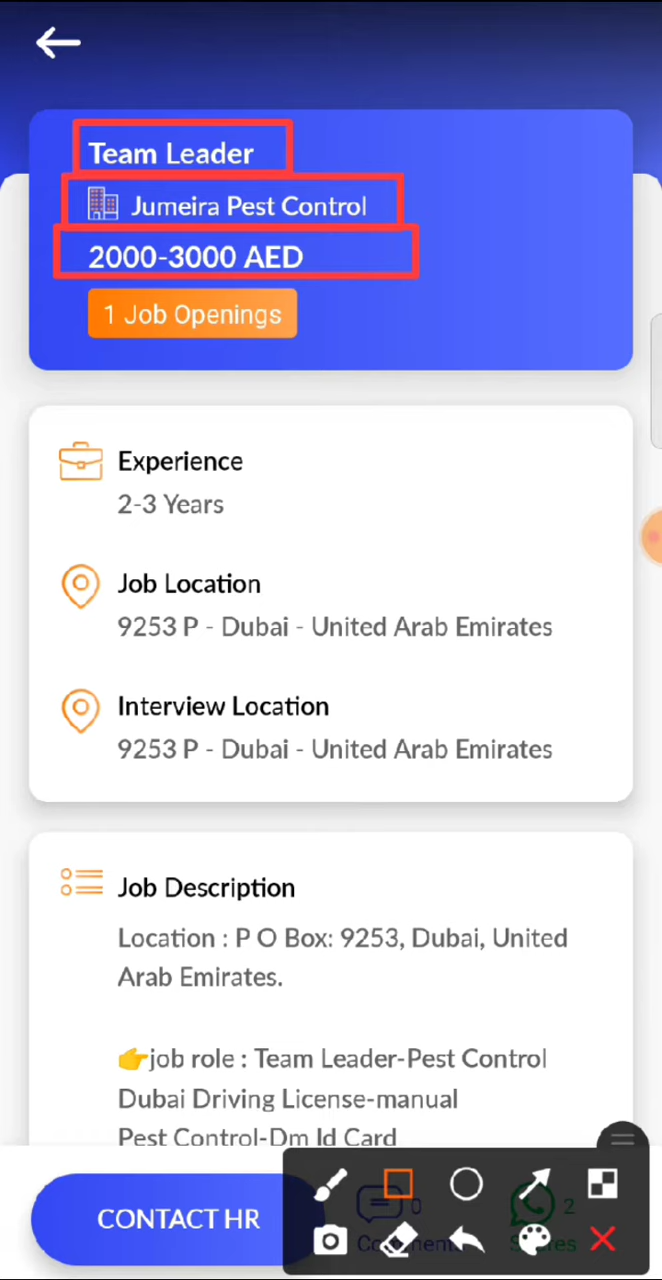 Team Leader
Jumeira Pest Control
2000-3000 AED
1 Job Openings
Experience
2-3 Years
Job Location
9253 P - Dubai - United Arab Emirates
Interview Location
9253 P - Dubai - United Arab Emirates
Job Description
Location : P O Box: 9253, Dubai, United
Arab Emirates.
👉job role : Team Leader-Pest Control
Dubai Driving License-manual
Pest Control-Dm Id Card
CONTACT HR
0
2